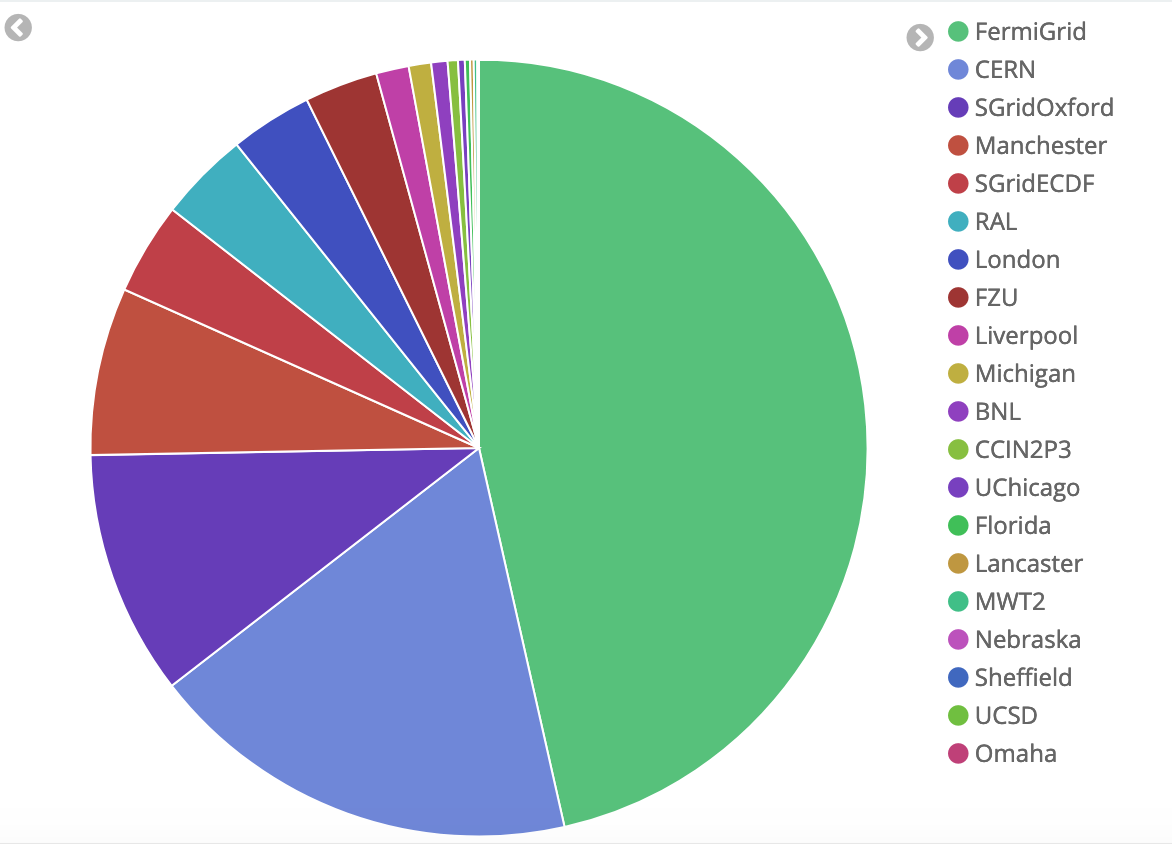 FermiGrid
CERN
SGridOxford
Manchester
SGridECDF
RAL
London
FZU
Liverpool
Michigan
BNL
CCIN2P3
UChicago
Florida
Lancaster
MWT2
Nebraska
Sheffield
UCSD
Omaha